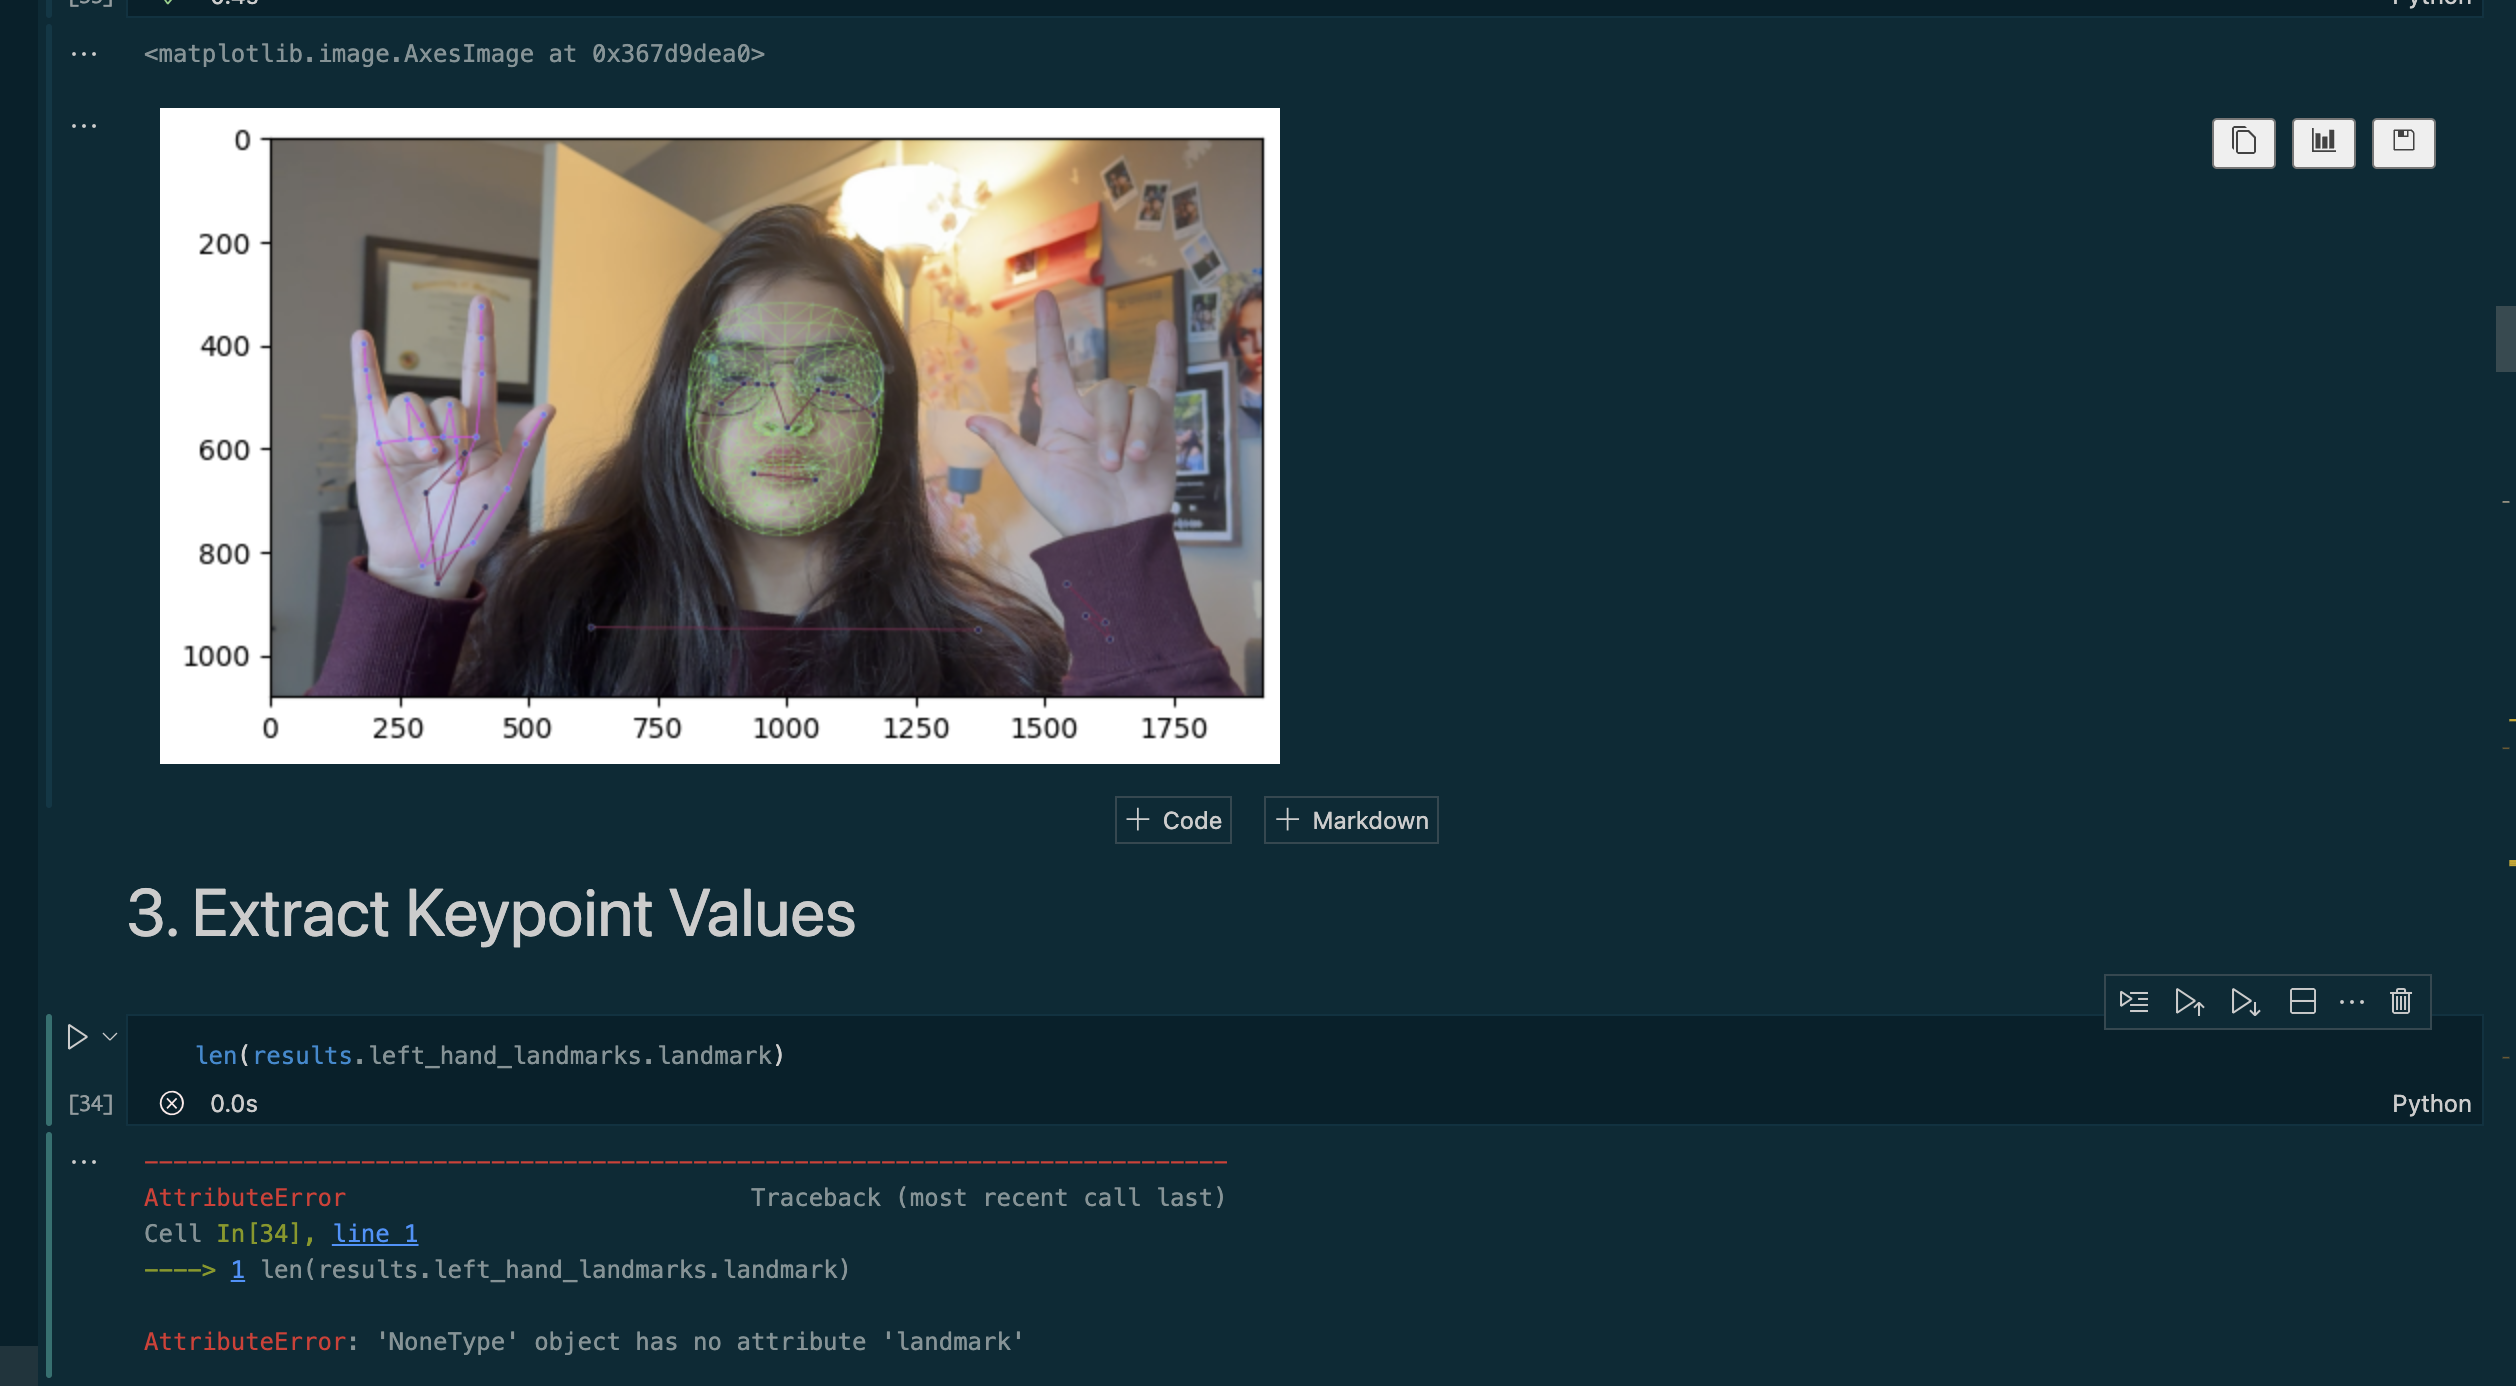 <matplotlib.image.AxesImage at 0x367d9dea0>
0
200
400
600
800
1000
0 250 500 750 1000 1250 1500 1750
Code Markdown
3. Extract Keypoint Values
len(results.left_hand_landmarks.landmark)
[34] 0.0s Python
---------------------------------------------------------------------------
AttributeError Traceback (most recent call last)
Cell In[34], line 1
----> 1 len(results.left_hand_landmarks.landmark)
AttributeError: 'NoneType' object has no attribute 'landmark'